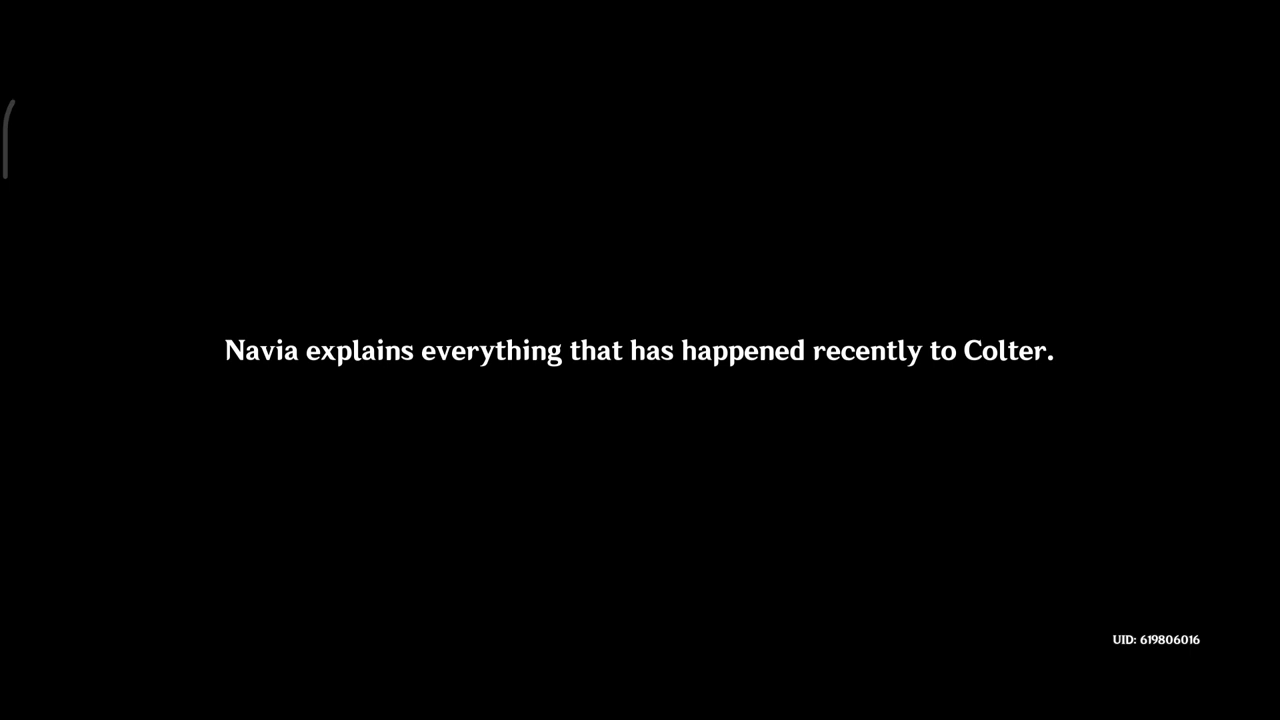 Navia explains everything that has happened recently to Colter.
UID: 619806016